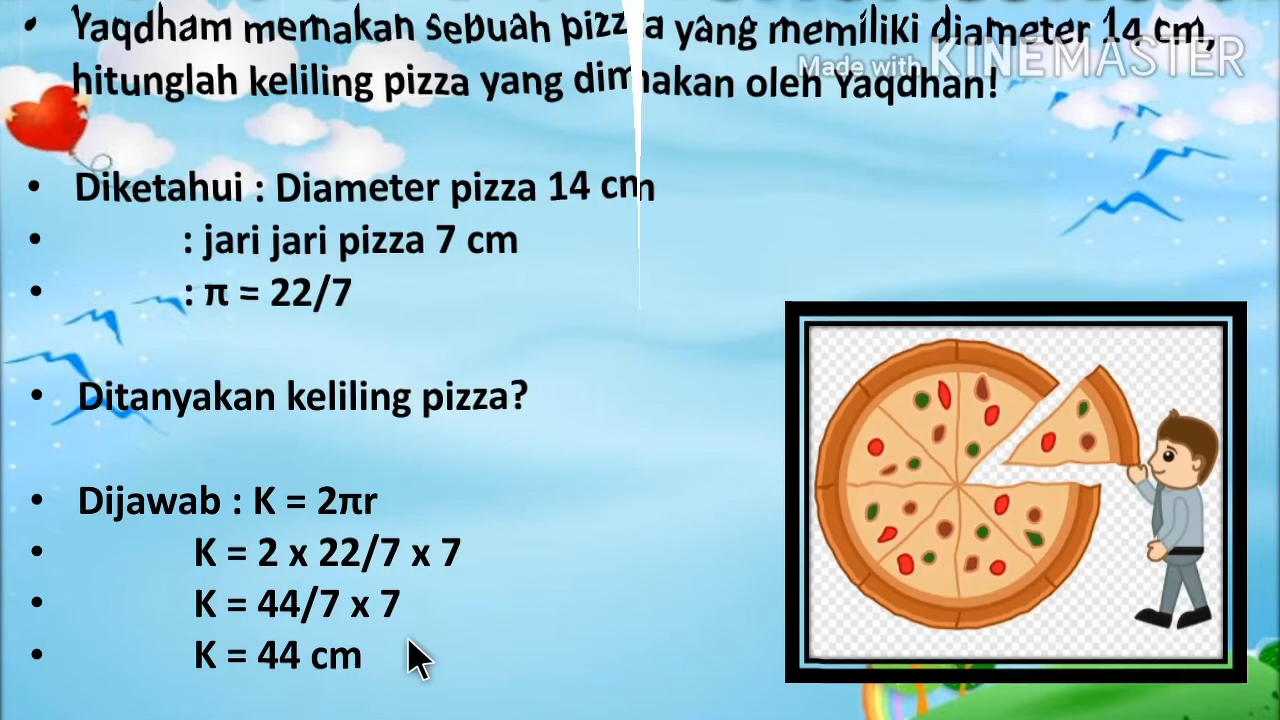 • Yaqdham memakan sebuah pizza yang memiliki diameter 14 cm,
Made with KINEMASTER
hitunglah keliling pizza yang dimakan oleh Yaqdhan!
• Diketahui : Diameter pizza 14 cm
• : jari jari pizza 7 cm
• : π = 22/7
• Ditanyakan keliling pizza?
• Dijawab : K = 2πr
• K = 2 x 22/7 x 7
• K = 44/7 x 7
• K = 44 cm